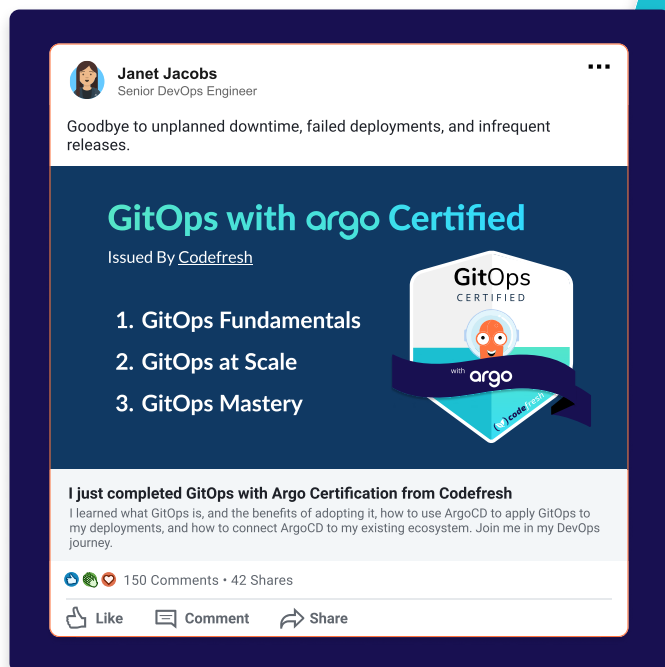 Janet Jacobs
Senior DevOps Engineer
Goodbye to unplanned downtime, failed deployments, and infrequent
releases.
GitOps with argo Certified
Issued By Codefresh
1. GitOps Fundamentals
2. GitOps at Scale
3. GitOps Mastery
GitOps
CERTIFIED
with argo
codefresh
I just completed GitOps with Argo Certification from Codefresh
I learned what GitOps is, and the benefits of adopting it, how to use ArgoCD to apply GitOps to
my deployments, and how to connect ArgoCD to my existing ecosystem. Join me in my DevOps
journey.
150 Comments • 42 Shares
Like Comment Share